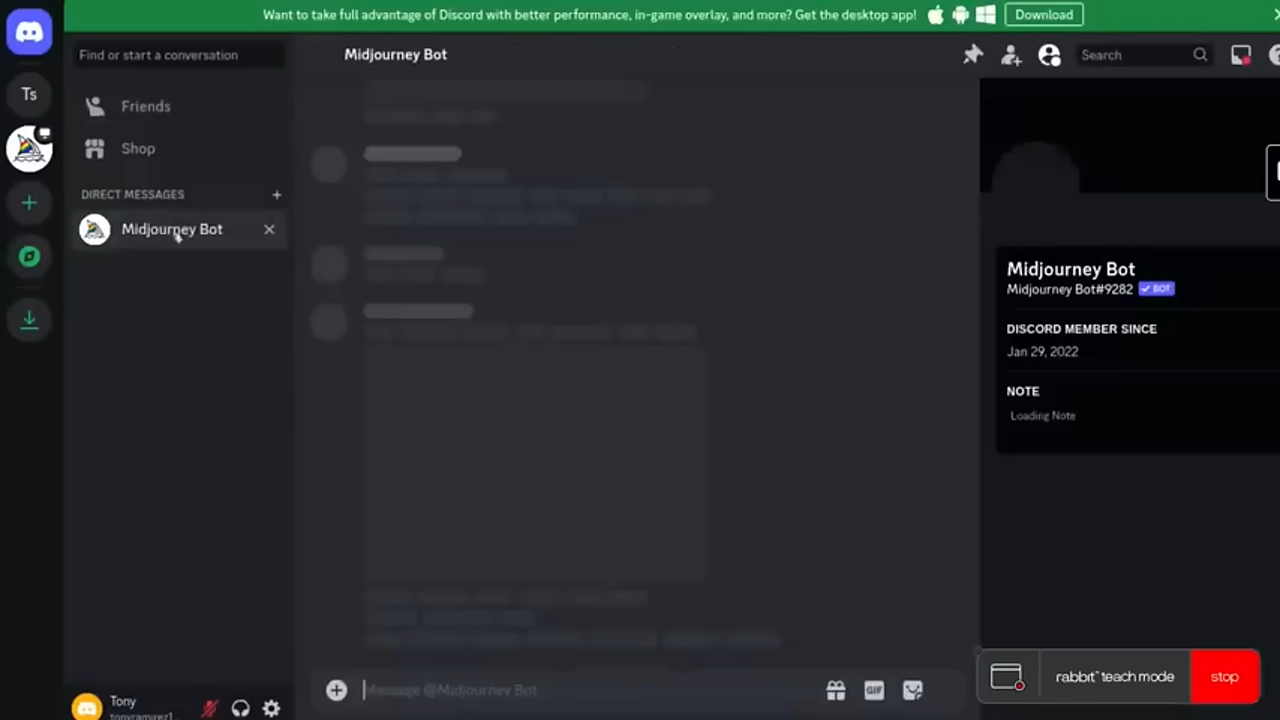 Want to take full advantage of Discord with better performance, in-game overlay, and more? Get the desktop app!
Download
Find or start a conversation
Midjourney Bot
Search
Ts
Friends
Shop
DIRECT MESSAGES
Midjourney Bot
Midjourney Bot
Midjourney Bot#9282
BOT
DISCORD MEMBER SINCE
Jan 29, 2022
NOTE
Loading Note
Message @Midjourney Bot
GIF
rabbit™ teach mode
stop
Tony
tonyramirez1...